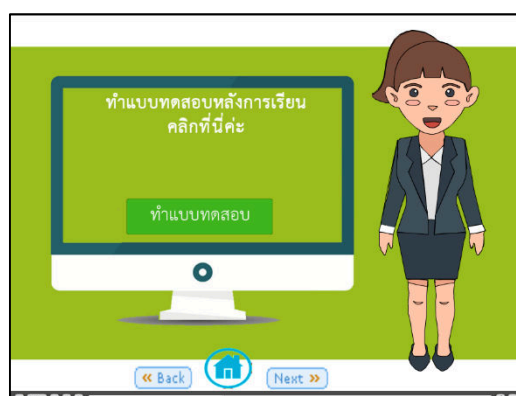 ทำแบบทดสอบหลังการเรียน
คลิกที่นี่ค่ะ
ทำแบบทดสอบ
« Back
Next »